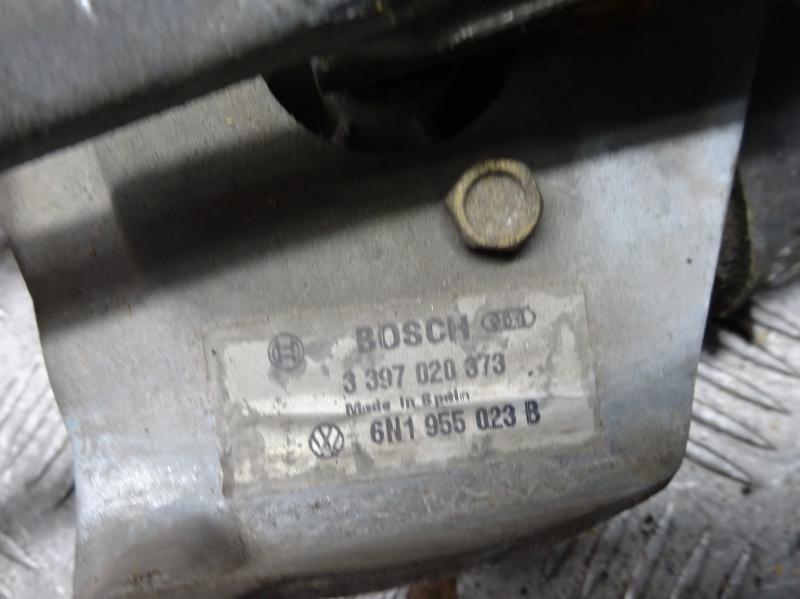 BOSCH
3 397 020 373
Made in Spain
6N1 955 023 B